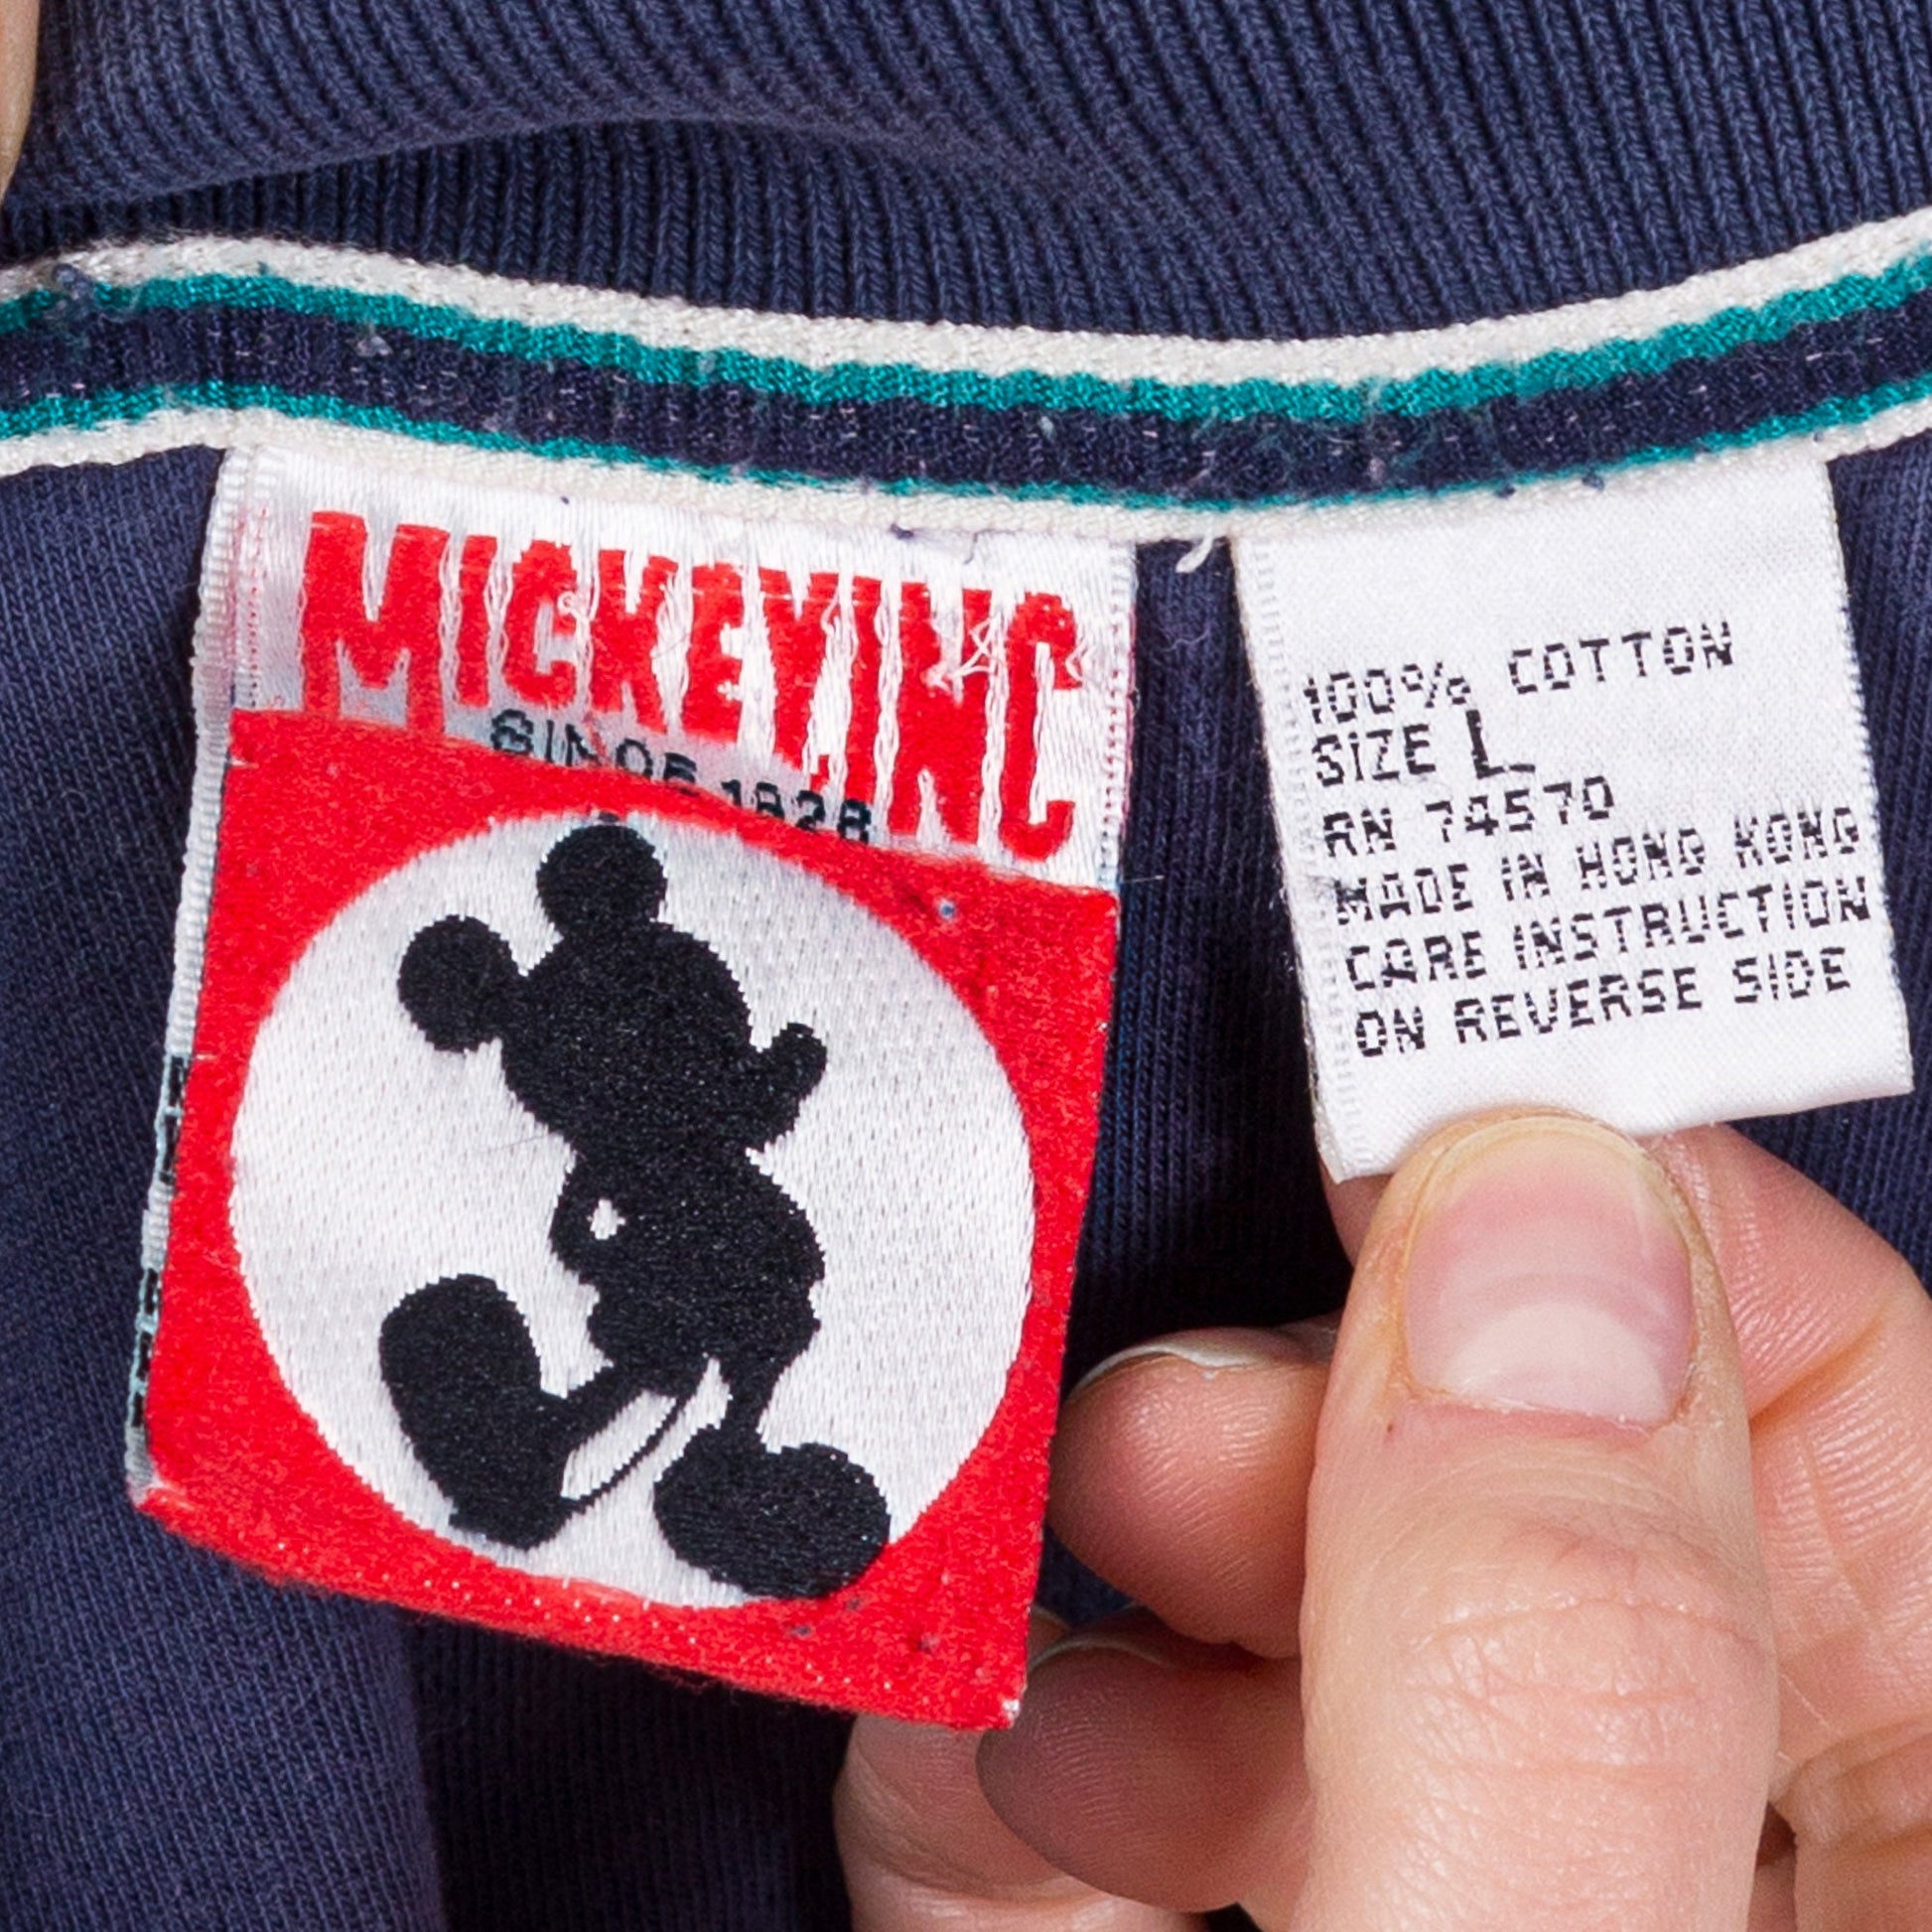 MICKEY INC
SINCE 1928
100% COTTON
SIZE L
RN 74570
MADE IN HONG KONG
CARE INSTRUCTION
ON REVERSE SIDE